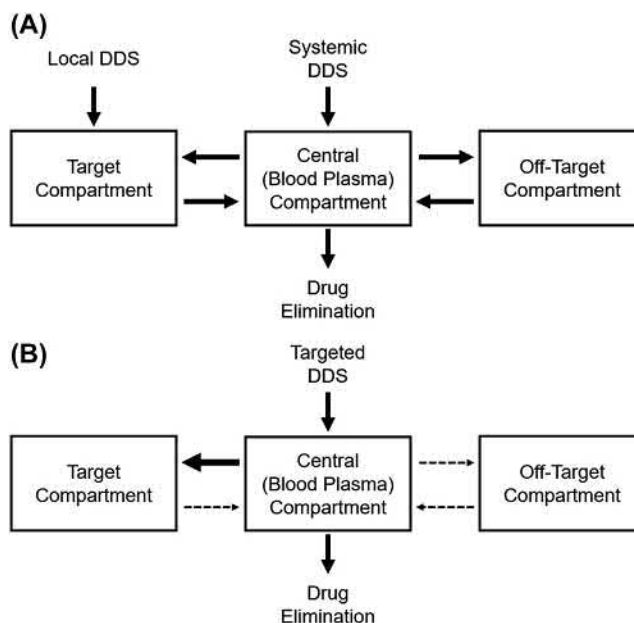 (A)
Local DDS
Systemic
DDS
Target
Compartment
Central
(Blood Plasma)
Compartment
Off-Target
Compartment
Drug
Elimination
(B)
Targeted
DDS
Target
Compartment
Central
(Blood Plasma)
Compartment
Off-Target
Compartment
Drug
Elimination